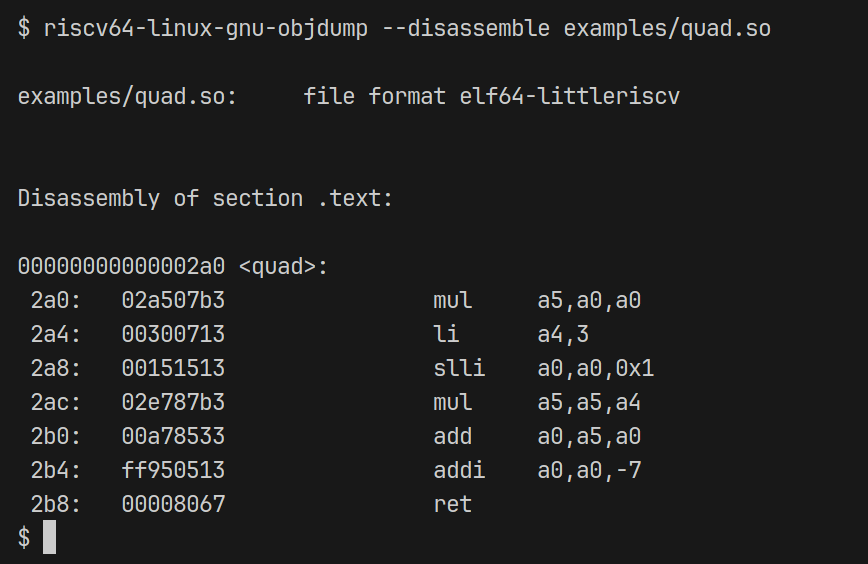 $ riscv64-linux-gnu-objdump --disassemble examples/quad.so
examples/quad.so:     file format elf64-littleriscv
Disassembly of section .text:
00000000000002a0 <quad>:
 2a0:   02a507b3                mul     a5,a0,a0
 2a4:   00300713                li      a4,3
 2a8:   00151513                slli    a0,a0,0x1
 2ac:   02e787b3                mul     a5,a5,a4
 2b0:   00a78533                add     a0,a5,a0
 2b4:   ff950513                addi    a0,a0,-7
 2b8:   00008067                ret
$